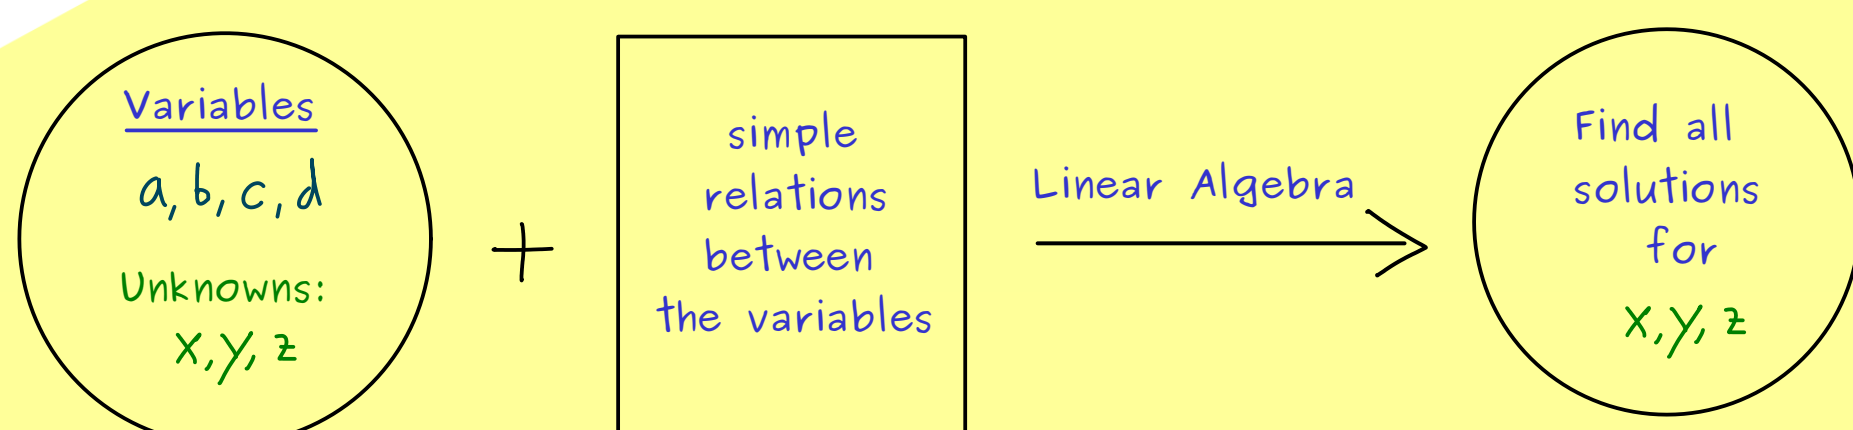 Variables
a, b, c, d
Unknowns:
x, y, z
+
simple
relations
between
the variables
Linear Algebra
Find all
solutions
for
x, y, z